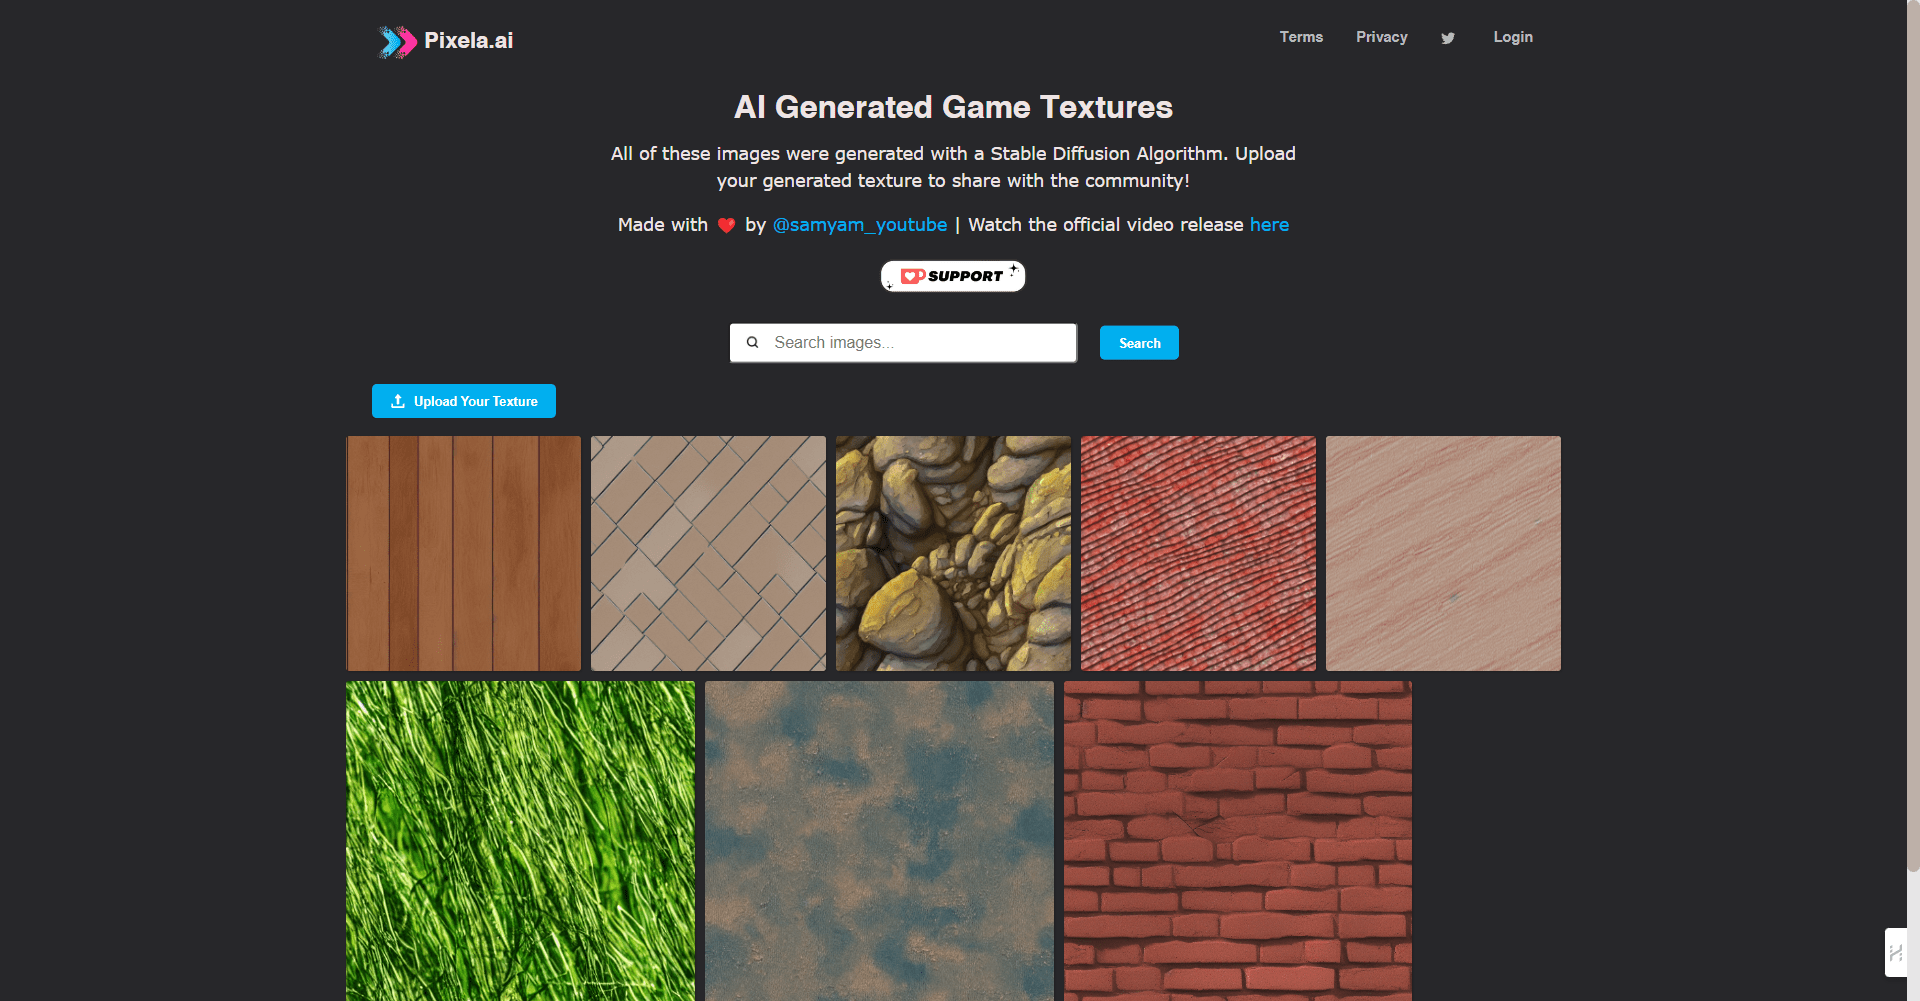 Pixela.ai
Terms
Privacy
Login
AI Generated Game Textures
All of these images were generated with a Stable Diffusion Algorithm. Upload
your generated texture to share with the community!
Made with ❤️ by @samyam_youtube | Watch the official video release here
SUPPORT
Search images...
Search
Upload Your Texture